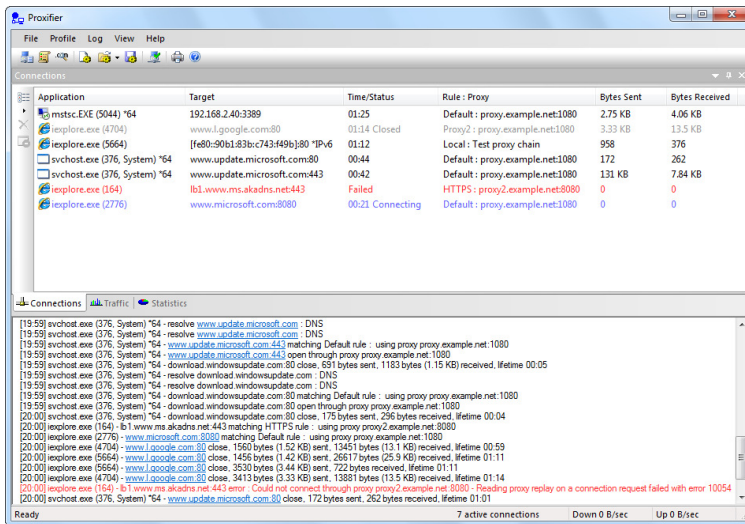 Proxifier
File Profile Log View Help
Connections
Application Target Time/Status Rule : Proxy Bytes Sent Bytes Received
mstsc.EXE (5044) *64 192.168.2.40:3389 01:25 Default : proxy.example.net:1080 2.75 KB 4.06 KB
iexplore.exe (4704) www.l.google.com:80 01:14 Closed Proxy2 : proxy.example.net:1080 3.33 KB 13.5 KB
iexplore.exe (5664) [fe80::90b1:83b:c743:f49b]:80 *IPv6 01:12 Local : Test proxy chain 958 376
svchost.exe (376, System) *64 www.update.microsoft.com:80 00:44 Default : proxy.example.net:1080 172 262
svchost.exe (376, System) *64 www.update.microsoft.com:443 00:42 Default : proxy.example.net:1080 131 KB 7.84 KB
iexplore.exe (164) lb1.www.ms.akadns.net:443 Failed HTTPS : proxy2.example.net:8080 0 0
iexplore.exe (2776) www.microsoft.com:8080 00:21 Connecting Default : proxy.example.net:1080 0 0
Connections Traffic Statistics
[19:59] svchost.exe (376, System) *64 - resolve www.update.microsoft.com : DNS
[19:59] svchost.exe (376, System) *64 - resolve www.update.microsoft.com : DNS
[19:59] svchost.exe (376, System) *64 - www.update.microsoft.com:443 matching Default rule : using proxy proxy.example.net:1080
[19:59] svchost.exe (376, System) *64 - www.update.microsoft.com:443 open through proxy proxy.example.net:1080
[19:59] svchost.exe (376, System) *64 - download.windowsupdate.com:80 close, 691 bytes sent, 1183 bytes (1.15 KB) received, lifetime 00:05
[19:59] svchost.exe (376, System) *64 - resolve download.windowsupdate.com : DNS
[19:59] svchost.exe (376, System) *64 - resolve download.windowsupdate.com : DNS
[19:59] svchost.exe (376, System) *64 - download.windowsupdate.com:80 matching Default rule : using proxy proxy.example.net:1080
[19:59] svchost.exe (376, System) *64 - download.windowsupdate.com:80 open through proxy proxy.example.net:1080
[20:00] svchost.exe (376, System) *64 - download.windowsupdate.com:80 close, 175 bytes sent, 296 bytes received, lifetime 00:04
[20:00] iexplore.exe (164) - lb1.www.ms.akadns.net:443 matching HTTPS rule : using proxy proxy2.example.net:8080
[20:00] iexplore.exe (2776) - www.microsoft.com:8080 matching Default rule : using proxy proxy.example.net:1080
[20:00] iexplore.exe (4704) - www.l.google.com:80 close, 1560 bytes (1.52 KB) sent, 13451 bytes (13.1 KB) received, lifetime 00:59
[20:00] iexplore.exe (5664) - www.l.google.com:80 close, 1456 bytes (1.42 KB) sent, 26617 bytes (25.9 KB) received, lifetime 01:11
[20:00] iexplore.exe (5664) - www.l.google.com:80 close, 3530 bytes (3.44 KB) sent, 722 bytes received, lifetime 01:11
[20:00] iexplore.exe (4704) - www.l.google.com:80 close, 3413 bytes (3.33 KB) sent, 13881 bytes (13.5 KB) received, lifetime 01:14
[20:00] iexplore.exe (164) - lb1.www.ms.akadns.net:443 error : Could not connect through proxy proxy2.example.net:8080 - Reading proxy replay on a connection request failed with error 10054
[20:00] svchost.exe (376, System) *64 - www.update.microsoft.com:80 close, 172 bytes sent, 262 bytes received, lifetime 01:01
Ready 7 active connections Down 0 B/sec Up 0 B/sec